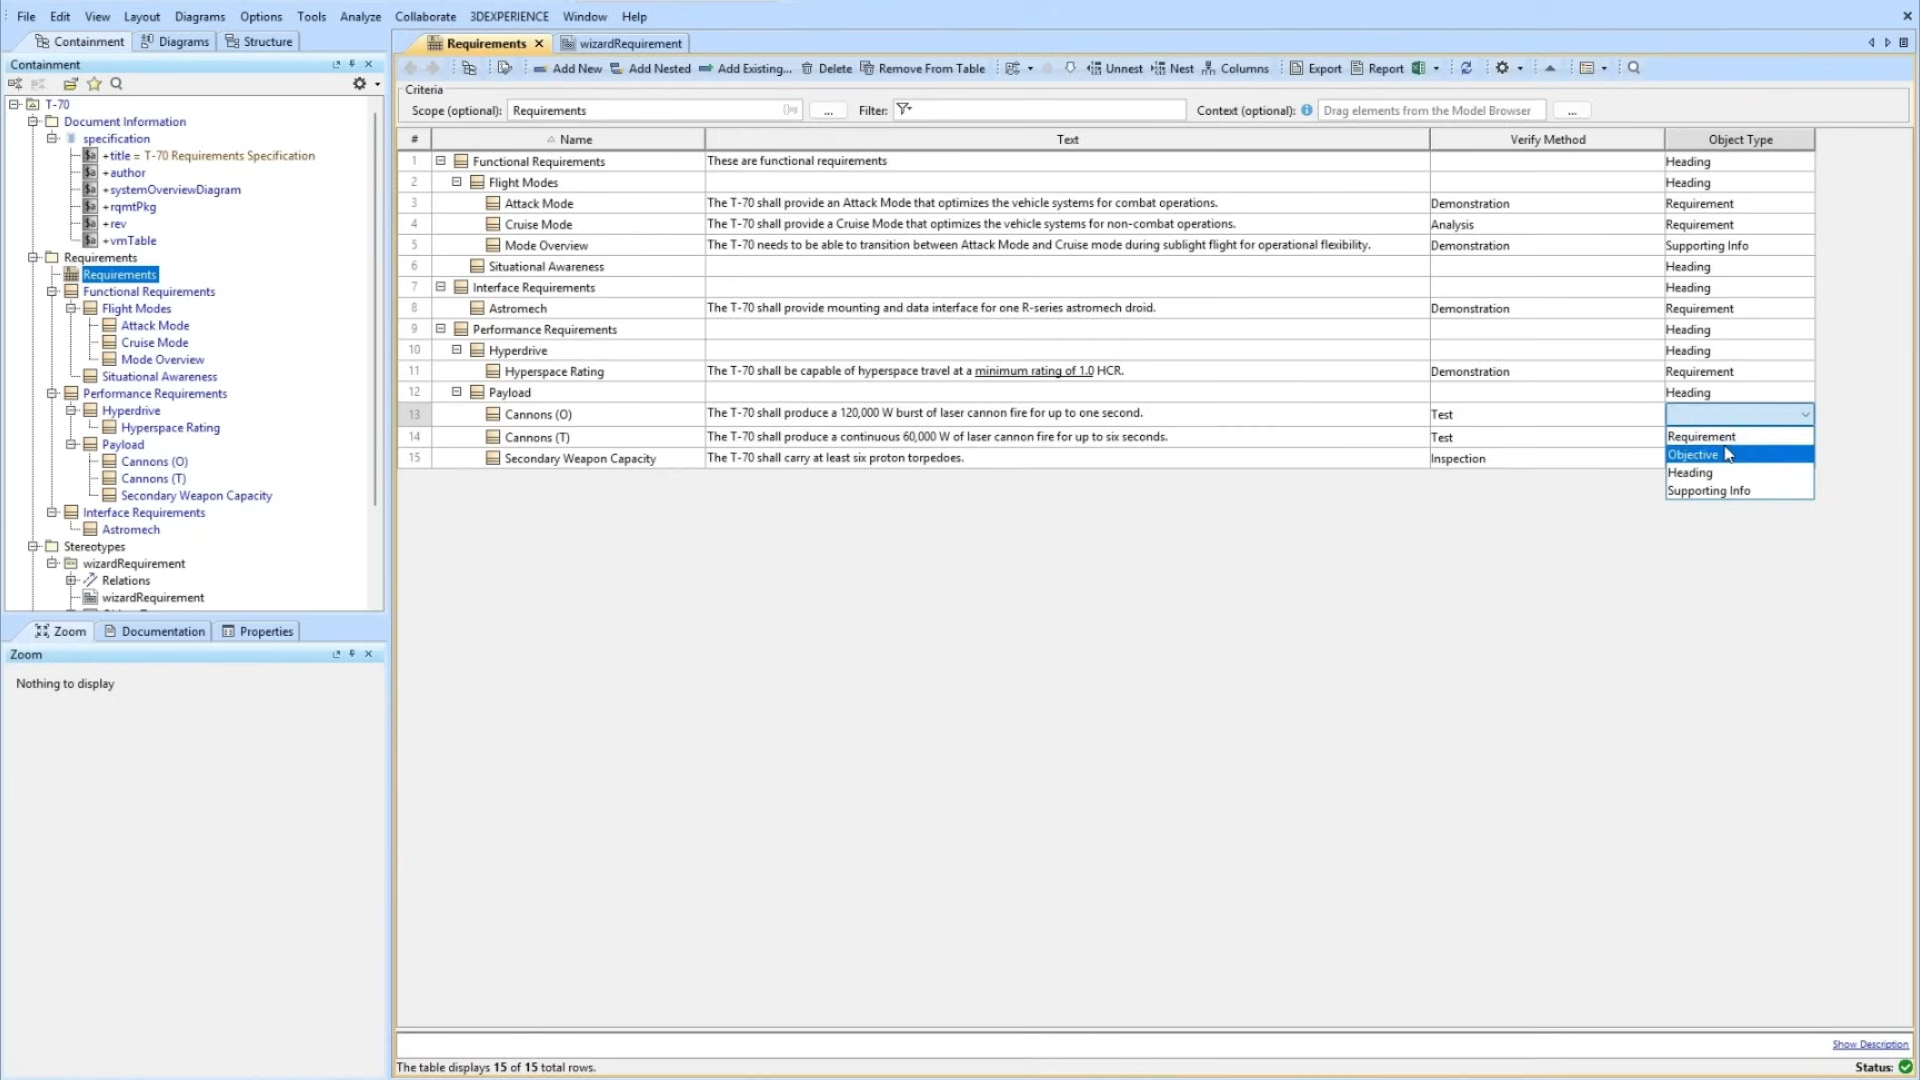 File Edit View Layout Diagrams Options Tools Analyze Collaborate 3DEXPERIENCE Window Help
Containment Diagrams Structure
Containment
T-70
Document Information
specification
+title = T-70 Requirements Specification
+author
+systemOverviewDiagram
+rqmtPkg
+rev
+vmTable
Requirements
Requirements
Functional Requirements
Flight Modes
Attack Mode
Cruise Mode
Mode Overview
Situational Awareness
Performance Requirements
Hyperdrive
Hyperspace Rating
Payload
Cannons (O)
Cannons (T)
Secondary Weapon Capacity
Interface Requirements
Astromech
Stereotypes
wizardRequirement
Relations
wizardRequirement
Zoom Documentation Properties
Zoom
Nothing to display
Requirements wizardRequirement
Add New Add Nested Add Existing... Delete Remove From Table Unnest Nest Columns Export Report
Criteria
Scope (optional): Requirements ... Filter: Context (optional): Drag elements from the Model Browser ...
# Name Text Verify Method Object Type
1 Functional Requirements These are functional requirements Heading
2 Flight Modes Heading
3 Attack Mode The T-70 shall provide an Attack Mode that optimizes the vehicle systems for combat operations. Demonstration Requirement
4 Cruise Mode The T-70 shall provide a Cruise Mode that optimizes the vehicle systems for non-combat operations. Analysis Requirement
5 Mode Overview The T-70 needs to be able to transition between Attack Mode and Cruise mode during sublight flight for operational flexibility. Demonstration Supporting Info
6 Situational Awareness Heading
7 Interface Requirements Heading
8 Astromech The T-70 shall provide mounting and data interface for one R-series astromech droid. Demonstration Requirement
9 Performance Requirements Heading
10 Hyperdrive Heading
11 Hyperspace Rating The T-70 shall be capable of hyperspace travel at a minimum rating of 1.0 HCR. Demonstration Requirement
12 Payload Heading
13 Cannons (O) The T-70 shall produce a 120,000 W burst of laser cannon fire for up to one second. Test
14 Cannons (T) The T-70 shall produce a continuous 60,000 W of laser cannon fire for up to six seconds. Test
15 Secondary Weapon Capacity The T-70 shall carry at least six proton torpedoes. Inspection
Requirement
Objective
Heading
Supporting Info
Show Description
The table displays 15 of 15 total rows. Status: